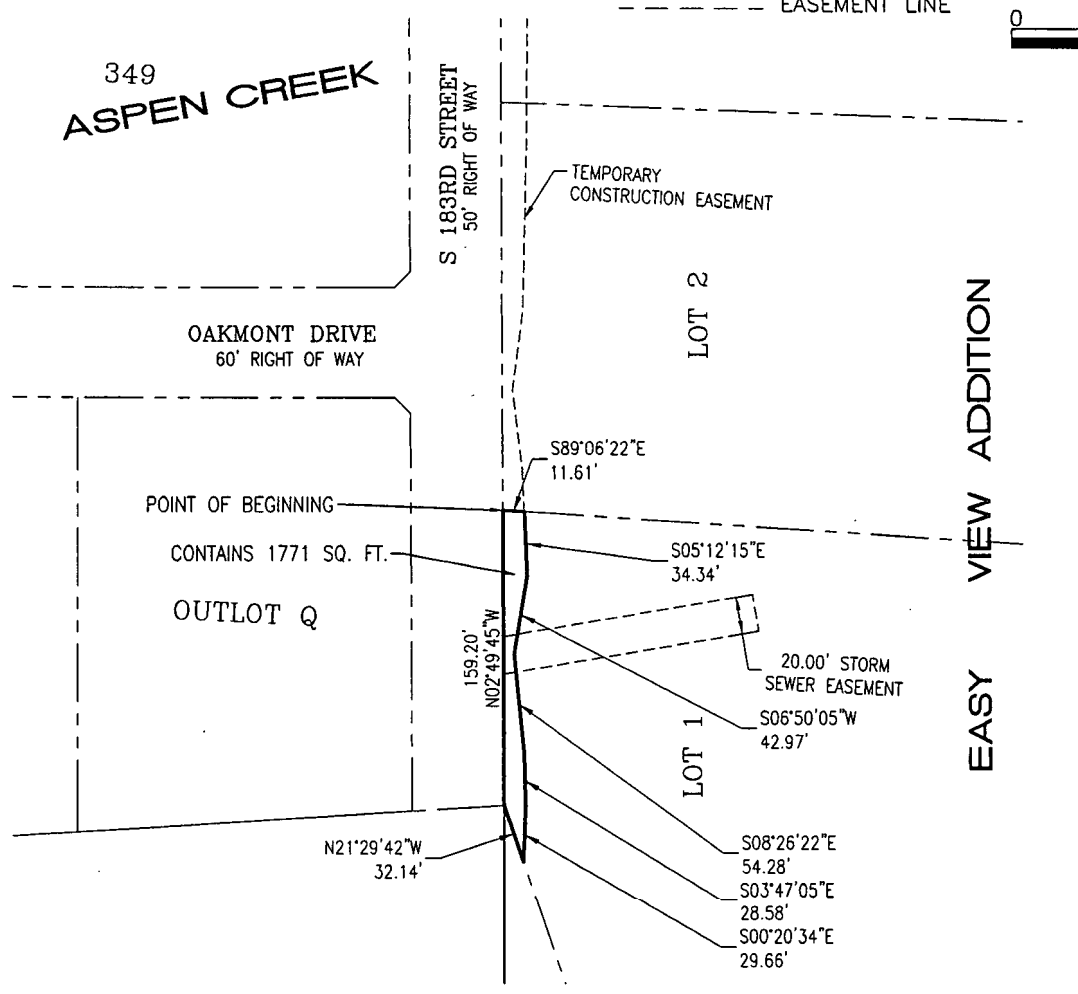 EASEMENT LINE
0
349
ASPEN CREEK
S 183RD STREET
50' RIGHT OF WAY
TEMPORARY
CONSTRUCTION EASEMENT
LOT 2
OAKMONT DRIVE
60' RIGHT OF WAY
EASY VIEW ADDITION
S89°06'22"E
11.61'
POINT OF BEGINNING
CONTAINS 1771 SQ. FT.
S05°12'15"E
34.34'
OUTLOT Q
159.20'
N02°49'45"W
20.00' STORM
SEWER EASEMENT
S06°50'05"W
42.97'
LOT 1
N21°29'42"W
32.14'
S08°26'22"E
54.28'
S03°47'05"E
28.58'
S00°20'34"E
29.66'